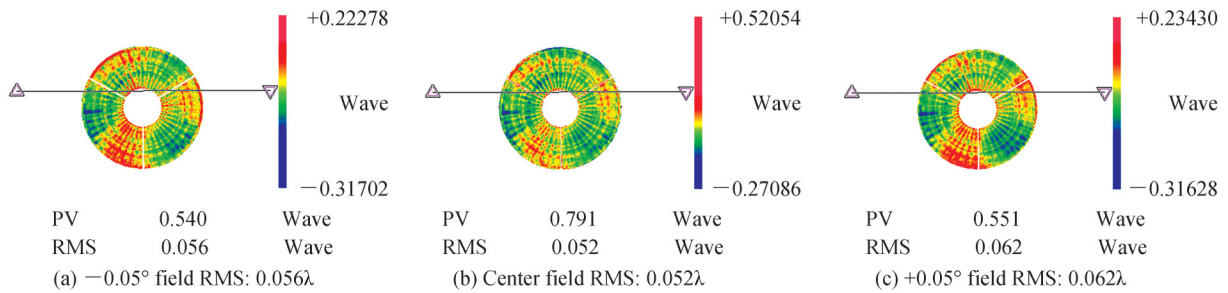 +0.22278
Wave
−0.31702
PV 0.540 Wave
RMS 0.056 Wave
(a) −0.05° field RMS: 0.056λ
+0.52054
Wave
−0.27086
PV 0.791 Wave
RMS 0.052 Wave
(b) Center field RMS: 0.052λ
+0.23430
Wave
−0.31628
PV 0.551 Wave
RMS 0.062 Wave
(c) +0.05° field RMS: 0.062λ